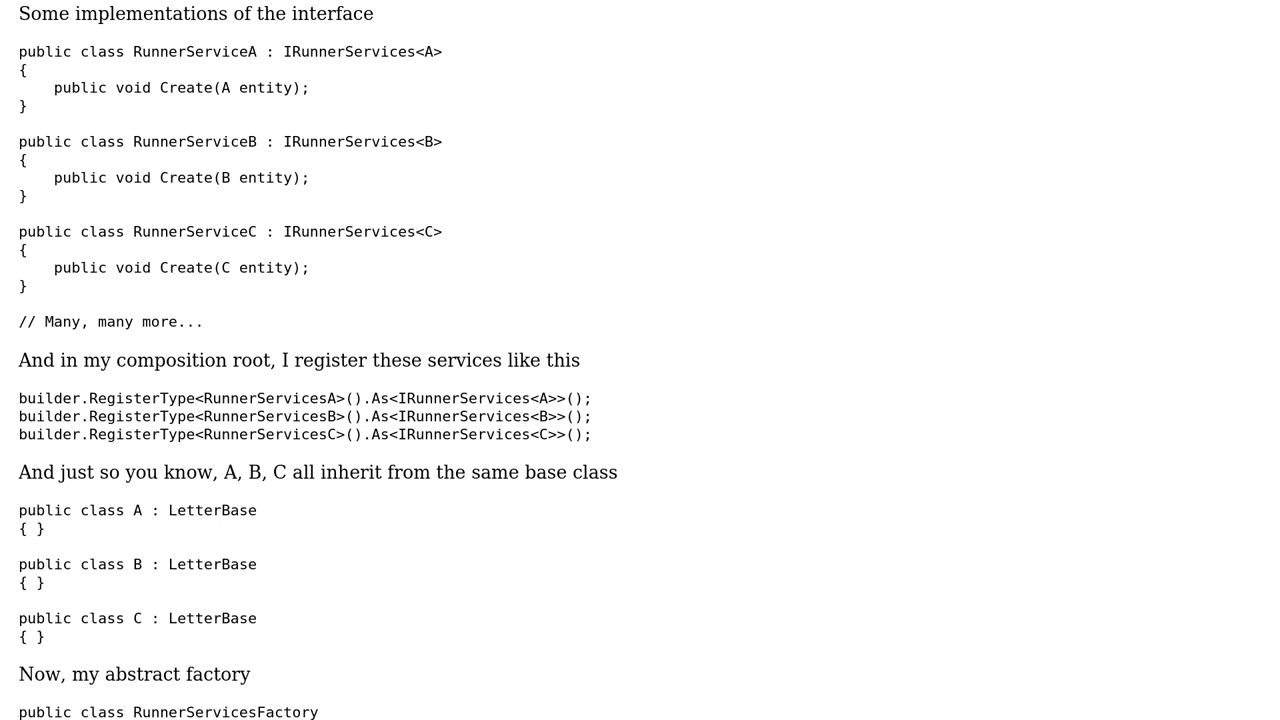 Some implementations of the interface
public class RunnerServiceA : IRunnerServices<A>
{
    public void Create(A entity);
}
public class RunnerServiceB : IRunnerServices<B>
{
    public void Create(B entity);
}
public class RunnerServiceC : IRunnerServices<C>
{
    public void Create(C entity);
}
// Many, many more...
And in my composition root, I register these services like this
builder.RegisterType<RunnerServicesA>().As<IRunnerServices<A>>();
builder.RegisterType<RunnerServicesB>().As<IRunnerServices<B>>();
builder.RegisterType<RunnerServicesC>().As<IRunnerServices<C>>();
And just so you know, A, B, C all inherit from the same base class
public class A : LetterBase
{ }
public class B : LetterBase
{ }
public class C : LetterBase
{ }
Now, my abstract factory
public class RunnerServicesFactory